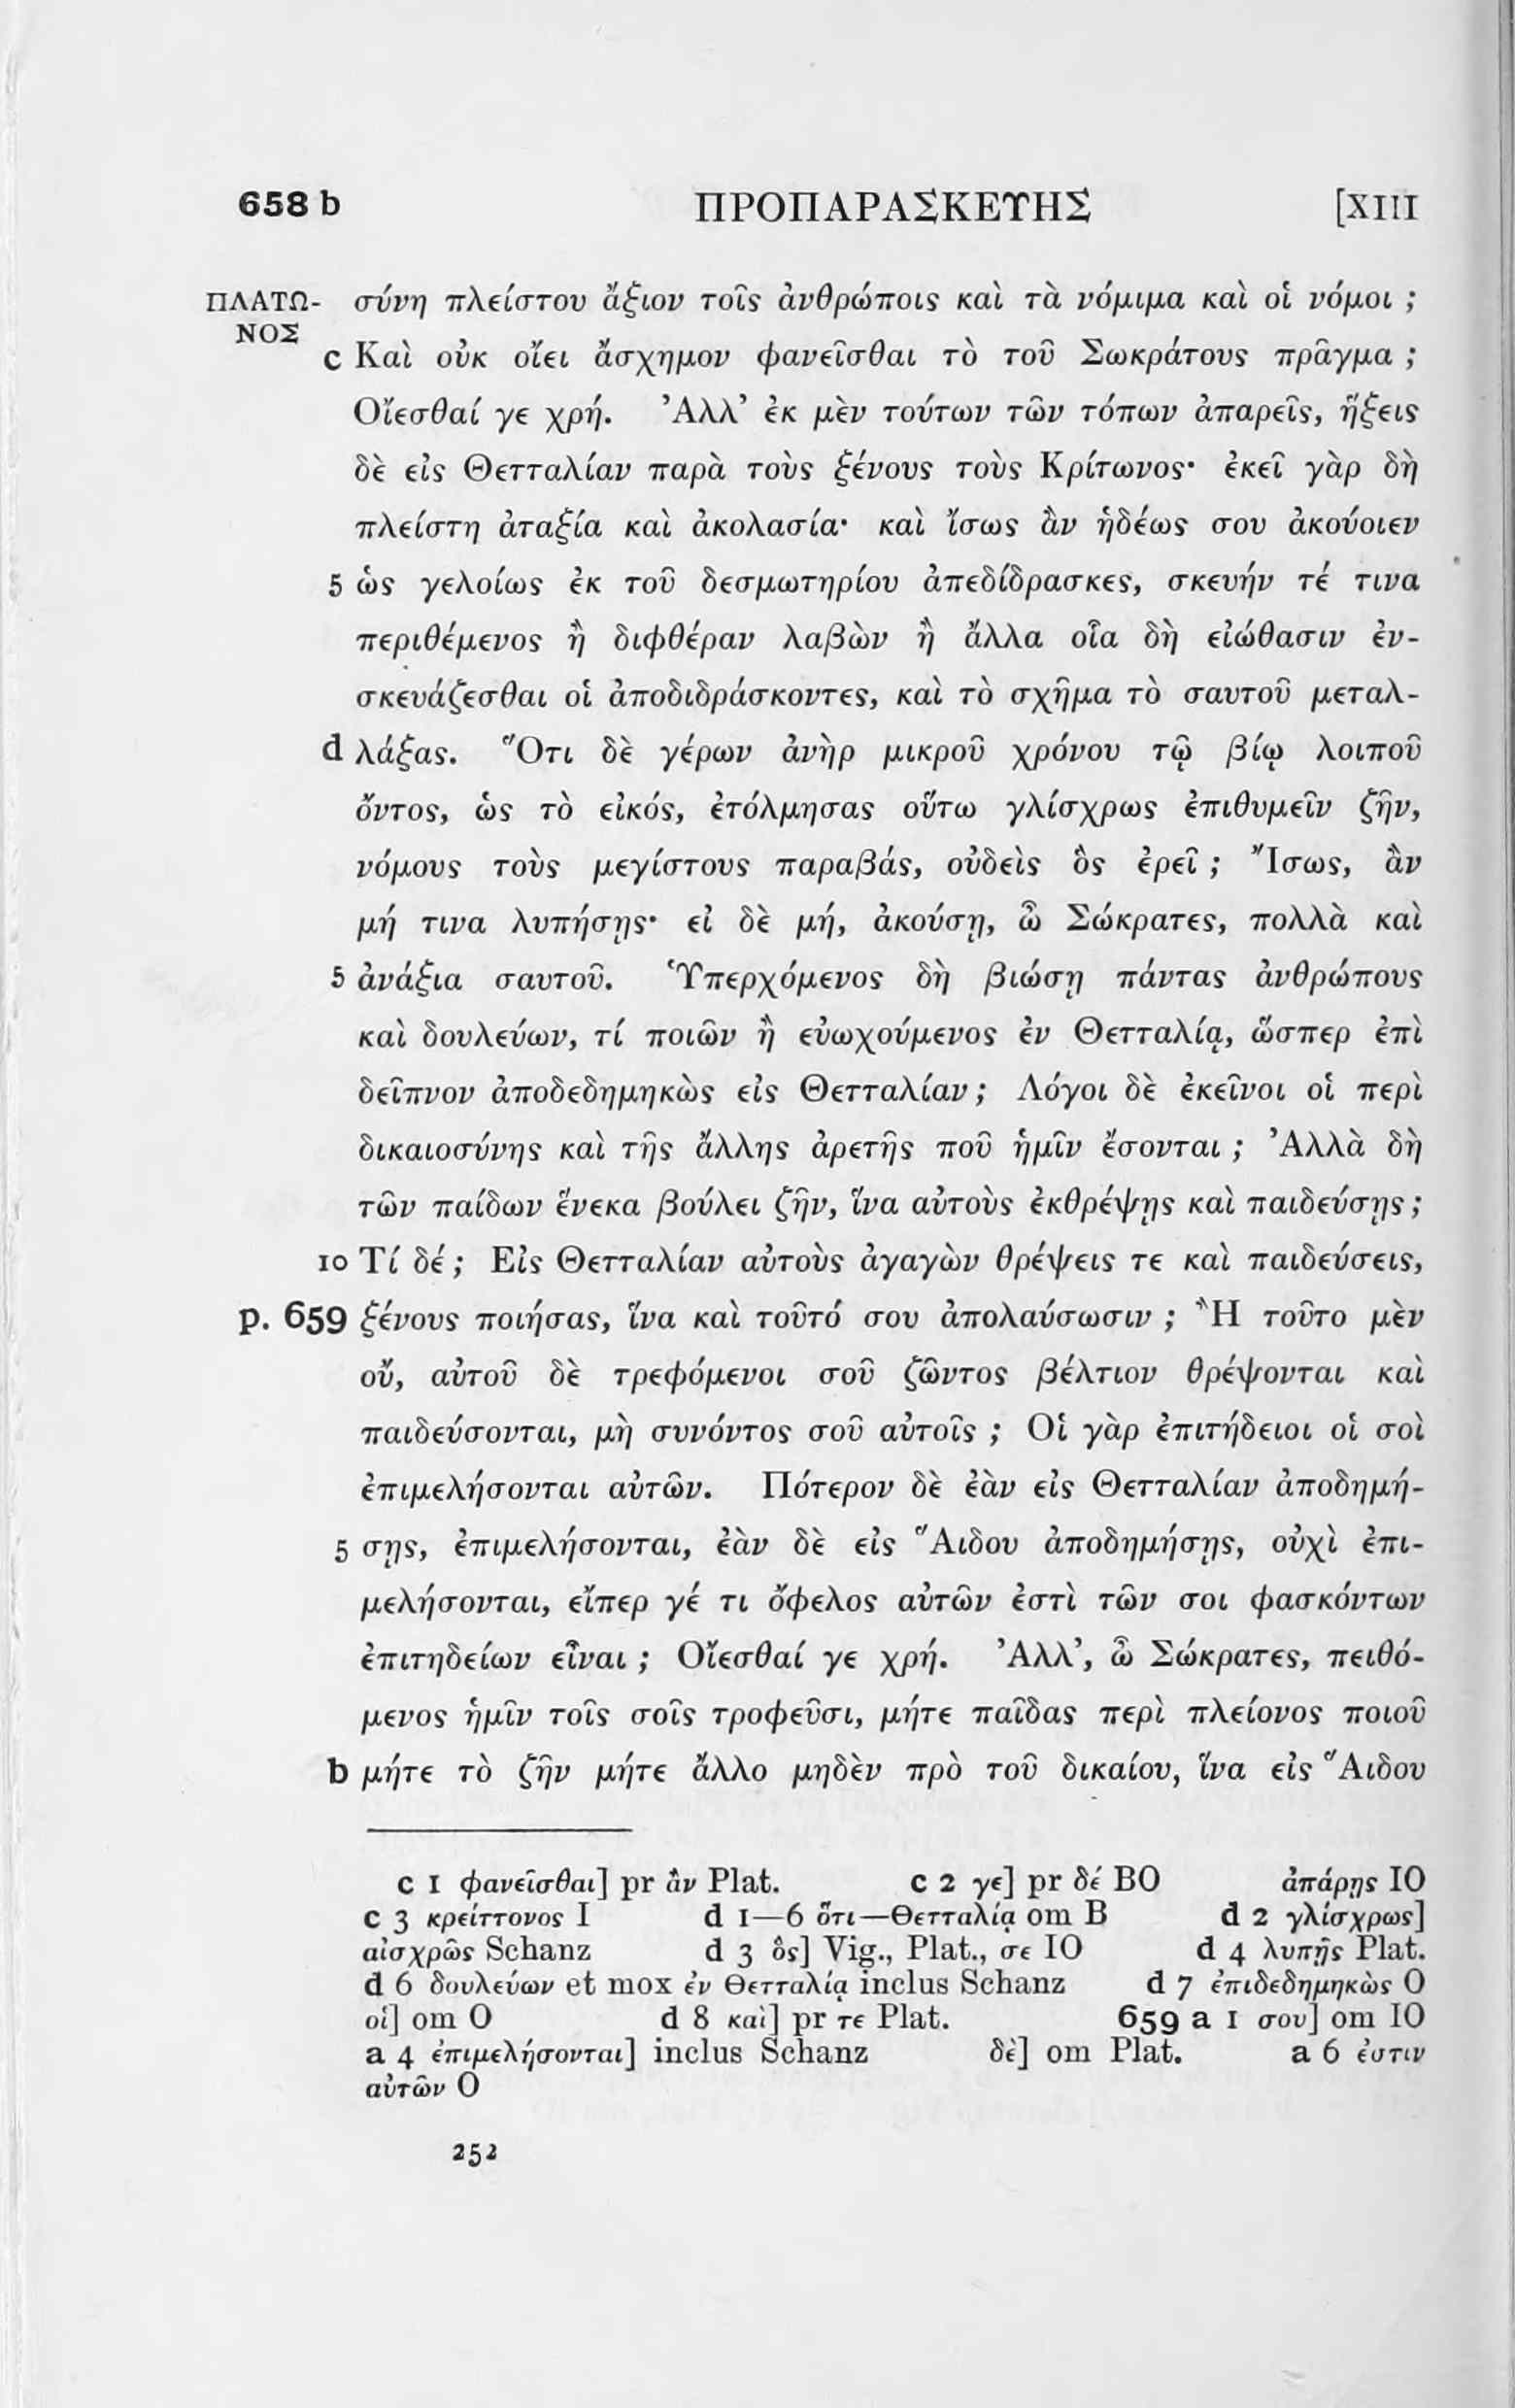 658 b ΠΡΟΠΑΡΑΣΚΕΥΗΣ [XIII
ΠΛΑΤΩ- σύνη πλείστου ἄξιον τοῖς ἀνθρώποις καὶ τὰ νόμιμα καὶ οἱ νόμοι ;
ΝΟΣ
c Καὶ οὐκ οἴει ἄσχημον φανεῖσθαι τὸ τοῦ Σωκράτους πρᾶγμα ;
Οἴεσθαί γε χρή. Ἀλλ’ ἐκ μὲν τούτων τῶν τόπων ἀπαρεῖς, ἥξεις
δὲ εἰς Θετταλίαν παρὰ τοὺς ξένους τοὺς Κρίτωνος· ἐκεῖ γὰρ δὴ
πλείστη ἀταξία καὶ ἀκολασία· καὶ ἴσως ἂν ἡδέως σου ἀκούοιεν
5 ὡς γελοίως ἐκ τοῦ δεσμωτηρίου ἀπεδίδρασκες, σκευήν τέ τινα
περιθέμενος ἢ διφθέραν λαβὼν ἢ ἄλλα οἷα δὴ εἰώθασιν ἐν-
σκευάζεσθαι οἱ ἀποδιδράσκοντες, καὶ τὸ σχῆμα τὸ σαυτοῦ μεταλ-
d λάξας. Ὅτι δὲ γέρων ἀνὴρ μικροῦ χρόνου τῷ βίῳ λοιποῦ
ὄντος, ὡς τὸ εἰκός, ἐτόλμησας οὕτω γλίσχρως ἐπιθυμεῖν ζῆν,
νόμους τοὺς μεγίστους παραβάς, οὐδεὶς ὃς ἐρεῖ ; Ἴσως, ἂν
μή τινα λυπήσῃς· εἰ δὲ μή, ἀκούσῃ, ὦ Σώκρατες, πολλὰ καὶ
5 ἀνάξια σαυτοῦ. Ὑπερχόμενος δὴ βιώσῃ πάντας ἀνθρώπους
καὶ δουλεύων, τί ποιῶν ἢ εὐωχούμενος ἐν Θετταλίᾳ, ὥσπερ ἐπὶ
δεῖπνον ἀποδεδημηκὼς εἰς Θετταλίαν ; Λόγοι δὲ ἐκεῖνοι οἱ περὶ
δικαιοσύνης καὶ τῆς ἄλλης ἀρετῆς ποῦ ἡμῖν ἔσονται ; Ἀλλὰ δὴ
τῶν παίδων ἕνεκα βούλει ζῆν, ἵνα αὐτοὺς ἐκθρέψῃς καὶ παιδεύσῃς ;
10 Τί δέ ; Εἰς Θετταλίαν αὐτοὺς ἀγαγὼν θρέψεις τε καὶ παιδεύσεις,
p. 659 ξένους ποιήσας, ἵνα καὶ τοῦτό σου ἀπολαύσωσιν ; Ἢ τοῦτο μὲν
οὔ, αὐτοῦ δὲ τρεφόμενοι σοῦ ζῶντος βέλτιον θρέψονται καὶ
παιδεύσονται, μὴ συνόντος σοῦ αὐτοῖς ; Οἱ γὰρ ἐπιτήδειοι οἱ σοὶ
ἐπιμελήσονται αὐτῶν. Πότερον δὲ ἐὰν εἰς Θετταλίαν ἀποδημή-
5 σῃς, ἐπιμελήσονται, ἐὰν δὲ εἰς Ἅιδου ἀποδημήσῃς, οὐχὶ ἐπι-
μελήσονται, εἴπερ γέ τι ὄφελος αὐτῶν ἐστὶ τῶν σοι φασκόντων
ἐπιτηδείων εἶναι ; Οἴεσθαί γε χρή. Ἀλλ’, ὦ Σώκρατες, πειθό-
μενος ἡμῖν τοῖς σοῖς τροφεῦσι, μήτε παῖδας περὶ πλείονος ποιοῦ
b μήτε τὸ ζῆν μήτε ἄλλο μηδὲν πρὸ τοῦ δικαίου, ἵνα εἰς Ἅιδου
c 1 φανεῖσθαι] pr ἂν Plat. c 2 γε] pr δέ BO ἀπάρῃς IO
c 3 κρείττονος I d 1—6 ὅτι—Θετταλίᾳ om B d 2 γλίσχρως]
αἰσχρῶς Schanz d 3 ὃς] Vig., Plat., σε IO d 4 λυπῇς Plat.
d 6 δουλεύων et mox ἐν Θετταλίᾳ inclus Schanz d 7 ἐπιδεδημηκὼς O
οἱ] om O d 8 καὶ] pr τε Plat. 659 a 1 σου] om IO
a 4 ἐπιμελήσονται] inclus Schanz δὲ] om Plat. a 6 ἐστιν
αὐτῶν O
252